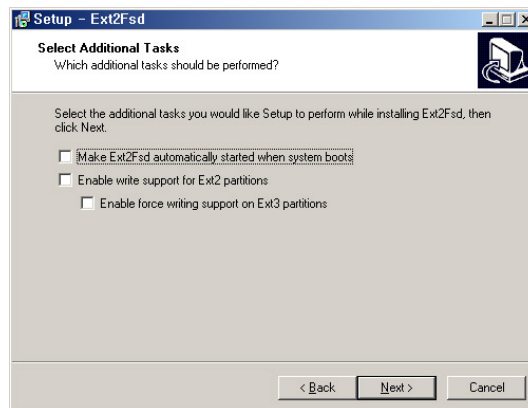 Setup - Ext2Fsd
Select Additional Tasks
Which additional tasks should be performed?
Select the additional tasks you would like Setup to perform while installing Ext2Fsd, then
click Next.
Make Ext2Fsd automatically started when system boots
Enable write support for Ext2 partitions
Enable force writing support on Ext3 partitions
< Back
Next >
Cancel